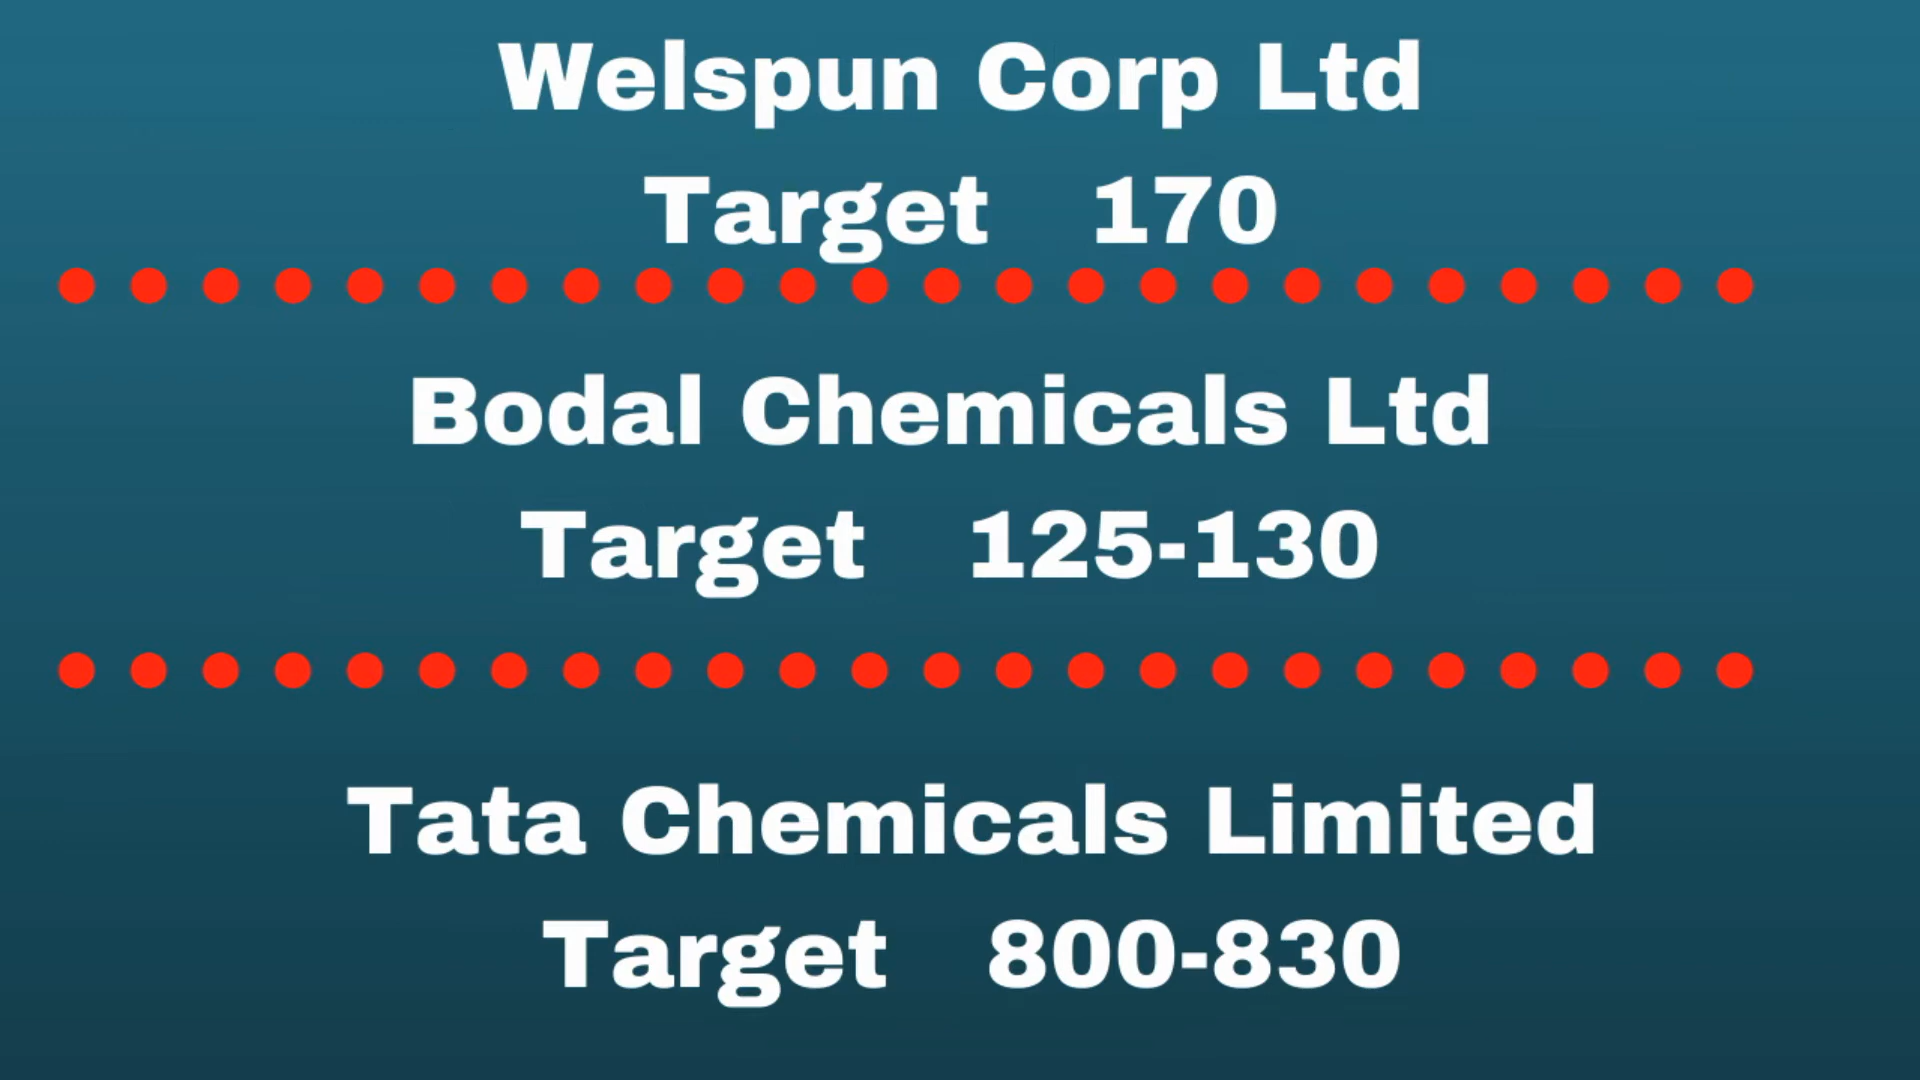 Welspun Corp Ltd
Target 170
Bodal Chemicals Ltd
Target 125-130
Tata Chemicals Limited
Target 800-830